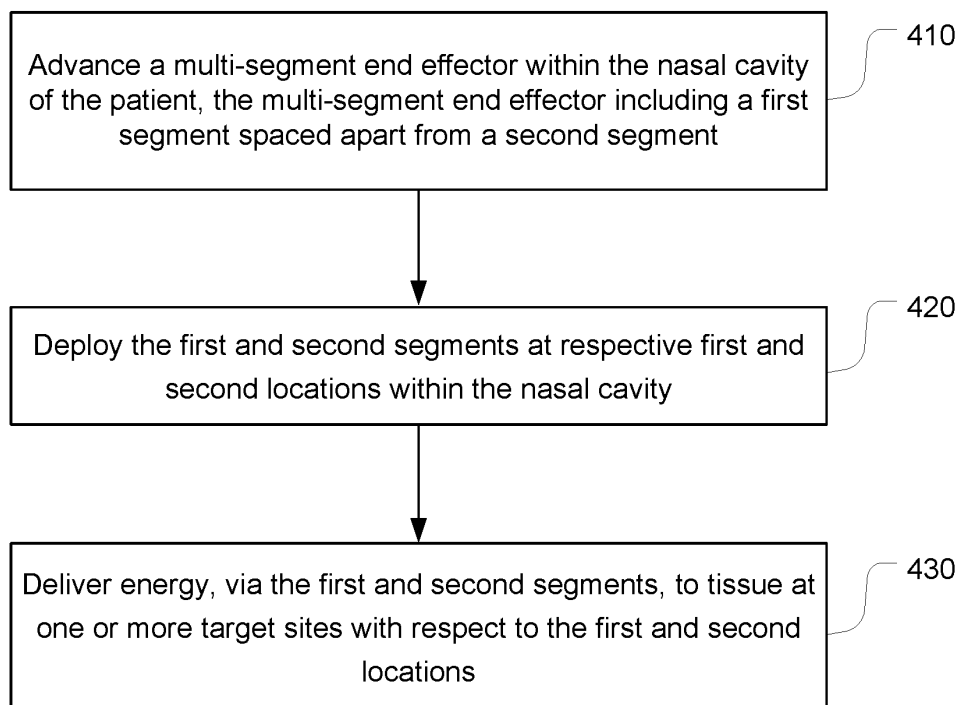 Advance a multi-segment end effector within the nasal cavity
of the patient, the multi-segment end effector including a first
segment spaced apart from a second segment
410
Deploy the first and second segments at respective first and
second locations within the nasal cavity
420
Deliver energy, via the first and second segments, to tissue at
one or more target sites with respect to the first and second
locations
430